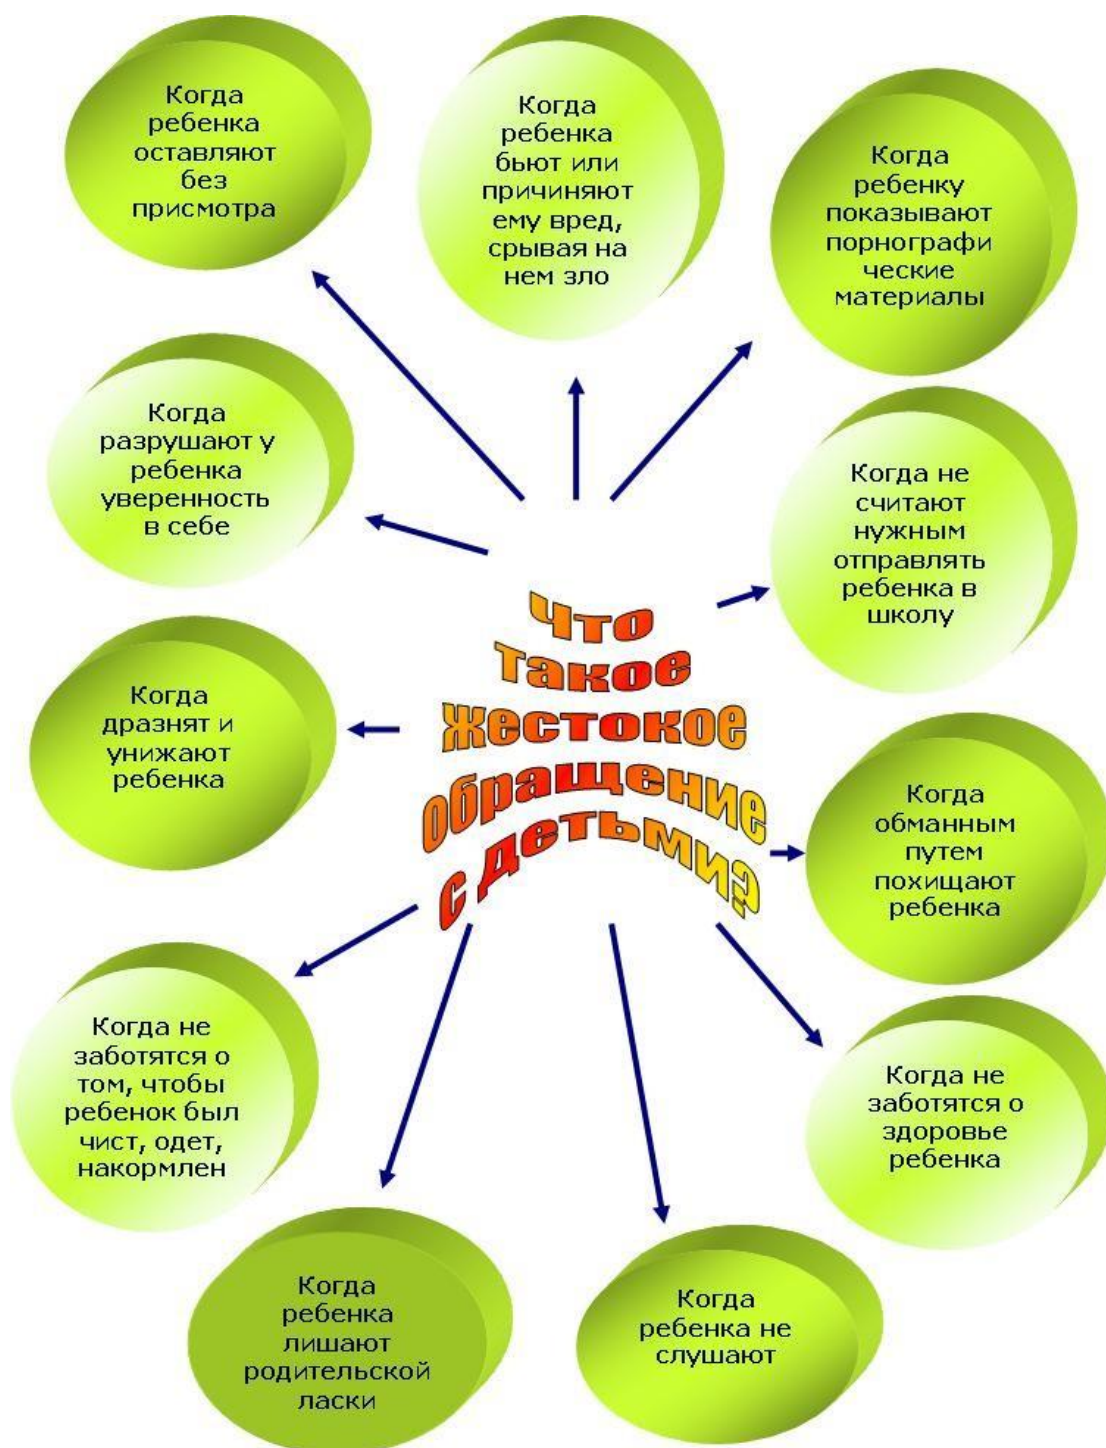 Когда
ребенка
оставляют
без
присмотра
Когда
ребенка
бьют или
причиняют
ему вред,
срывая на
нем зло
Когда
ребенку
показывают
порнографи
ческие
материалы
Когда
разрушают у
ребенка
уверенность
в себе
Когда не
считают
нужным
отправлять
ребенка в
школу
Что
такое
жестокое
обращение
с детьми?
Когда
дразнят и
унижают
ребенка
Когда
обманным
путем
похищают
ребенка
Когда не
заботятся о
том, чтобы
ребенок был
чист, одет,
накормлен
Когда не
заботятся о
здоровье
ребенка
Когда
ребенка
лишают
родительской
ласки
Когда
ребенка не
слушают